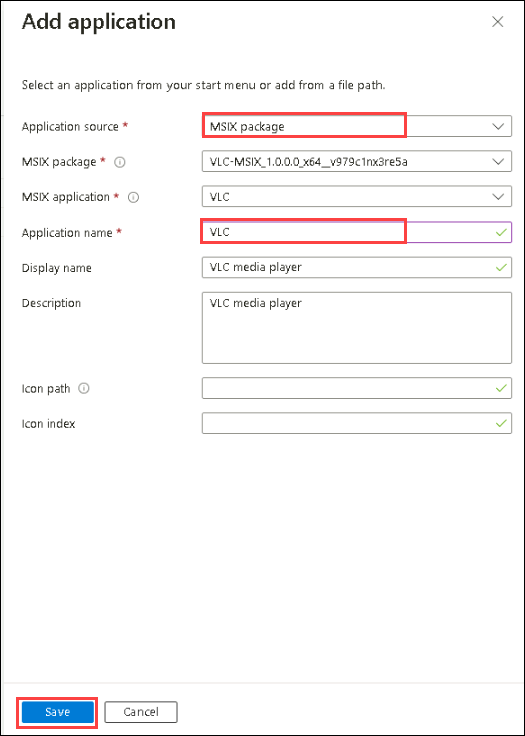 Add application
Select an application from your start menu or add from a file path.
Application source * MSIX package
MSIX package * VLC-MSIX_1.0.0.0_x64__v979c1nx3re5a
MSIX application * VLC
Application name * VLC
Display name VLC media player
Description VLC media player
Icon path
Icon index
Save Cancel